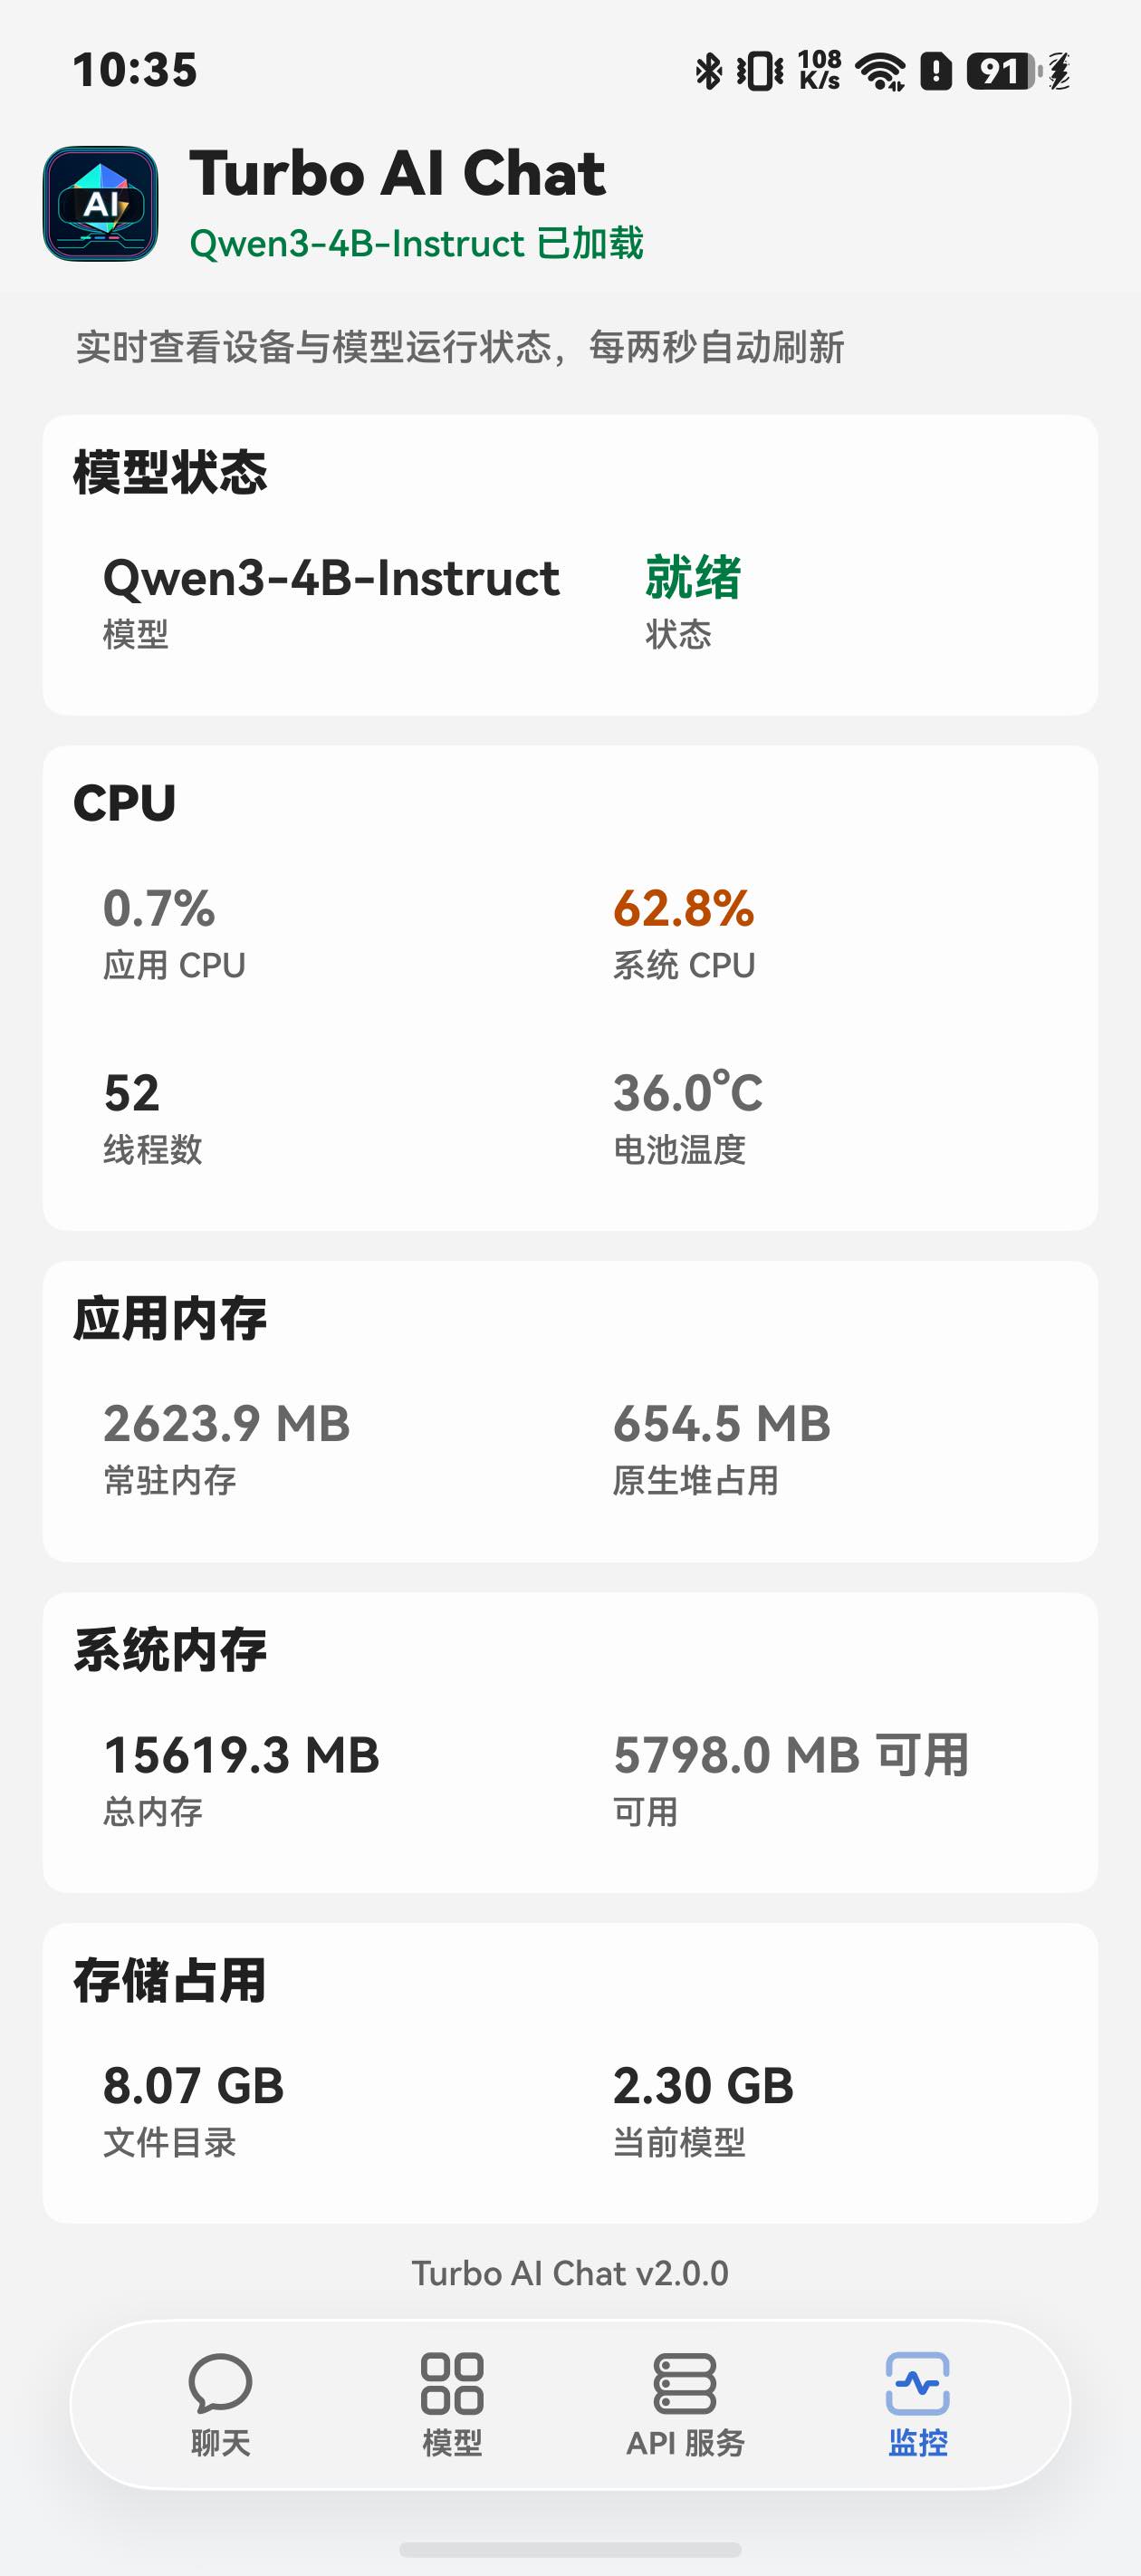 10:35
108
K/s
91
AI
Turbo AI Chat
Qwen3-4B-Instruct 已加载
实时查看设备与模型运行状态，每两秒自动刷新
模型状态
Qwen3-4B-Instruct 就绪
模型 状态
CPU
0.7% 62.8%
应用 CPU 系统 CPU
52 36.0°C
线程数 电池温度
应用内存
2623.9 MB 654.5 MB
常驻内存 原生堆占用
系统内存
15619.3 MB 5798.0 MB 可用
总内存 可用
存储占用
8.07 GB 2.30 GB
文件目录 当前模型
Turbo AI Chat v2.0.0
聊天 模型 API 服务 监控